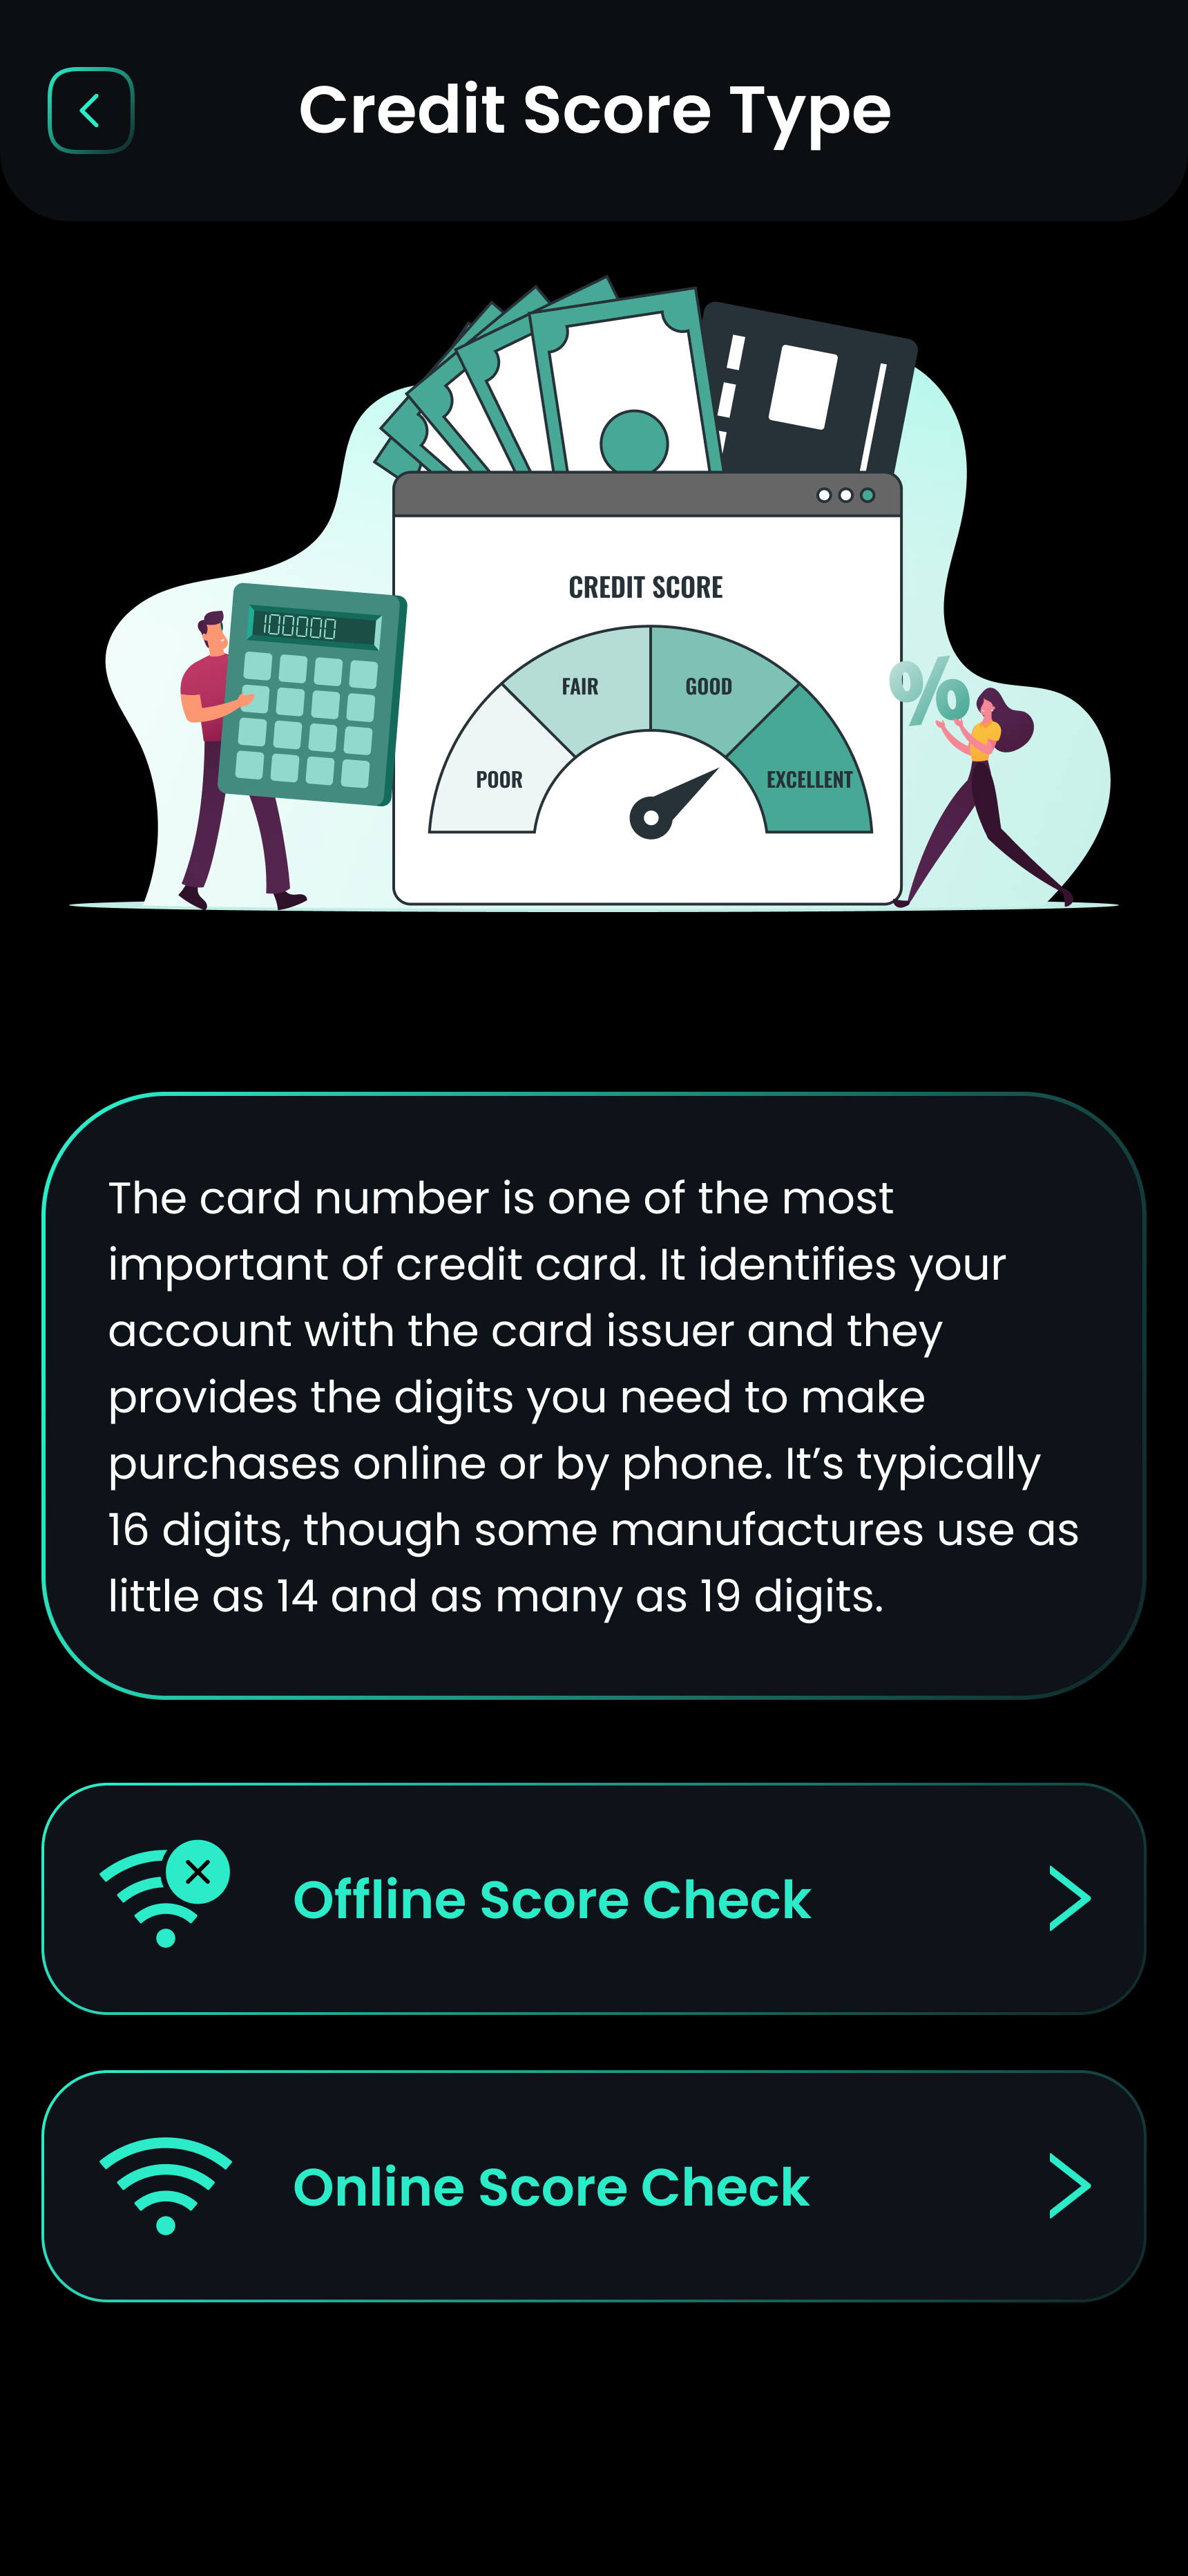 Credit Score Type
100000
CREDIT SCORE
FAIR
GOOD
POOR
EXCELLENT
%
The card number is one of the most
important of credit card. It identifies your
account with the card issuer and they
provides the digits you need to make
purchases online or by phone. It’s typically
16 digits, though some manufactures use as
little as 14 and as many as 19 digits.
Offline Score Check
Online Score Check